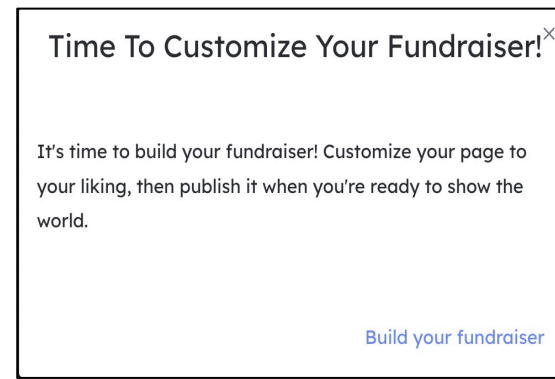 Time To Customize Your Fundraiser!
It's time to build your fundraiser! Customize your page to
your liking, then publish it when you're ready to show the
world.
Build your fundraiser